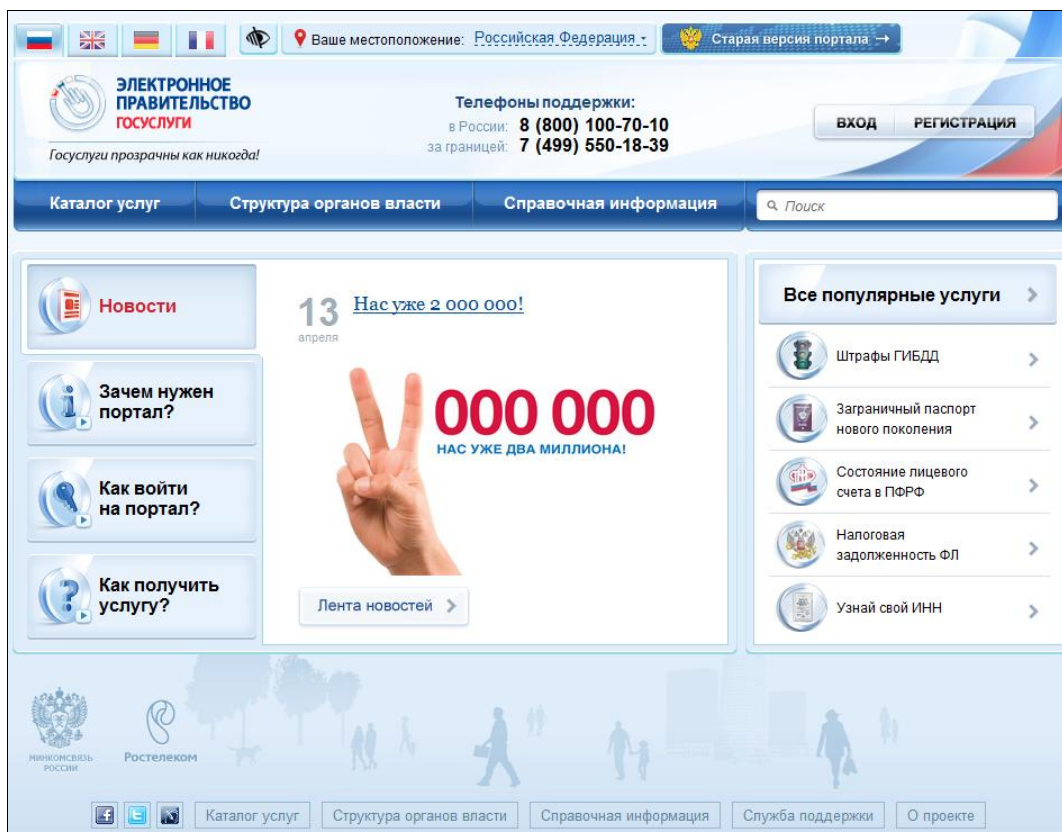 Ваше местоположение: Российская Федерация
Старая версия портала →
ЭЛЕКТРОННОЕ
ПРАВИТЕЛЬСТВО
ГОСУСЛУГИ
Госуслуги прозрачны как никогда!
Телефоны поддержки:
в России: 8 (800) 100-70-10
за границей: 7 (499) 550-18-39
ВХОД РЕГИСТРАЦИЯ
Каталог услуг Структура органов власти Справочная информация Поиск
Новости
Зачем нужен
портал?
Как войти
на портал?
Как получить
услугу?
13
апреля
Нас уже 2 000 000!
000 000
НАС УЖЕ ДВА МИЛЛИОНА!
Лента новостей
Все популярные услуги
Штрафы ГИБДД
Заграничный паспорт
нового поколения
Состояние лицевого
счета в ПФРФ
Налоговая
задолженность ФЛ
Узнай свой ИНН
МИНКОМСВЯЗЬ
РОССИИ
Ростелеком
Каталог услуг Структура органов власти Справочная информация Служба поддержки О проекте